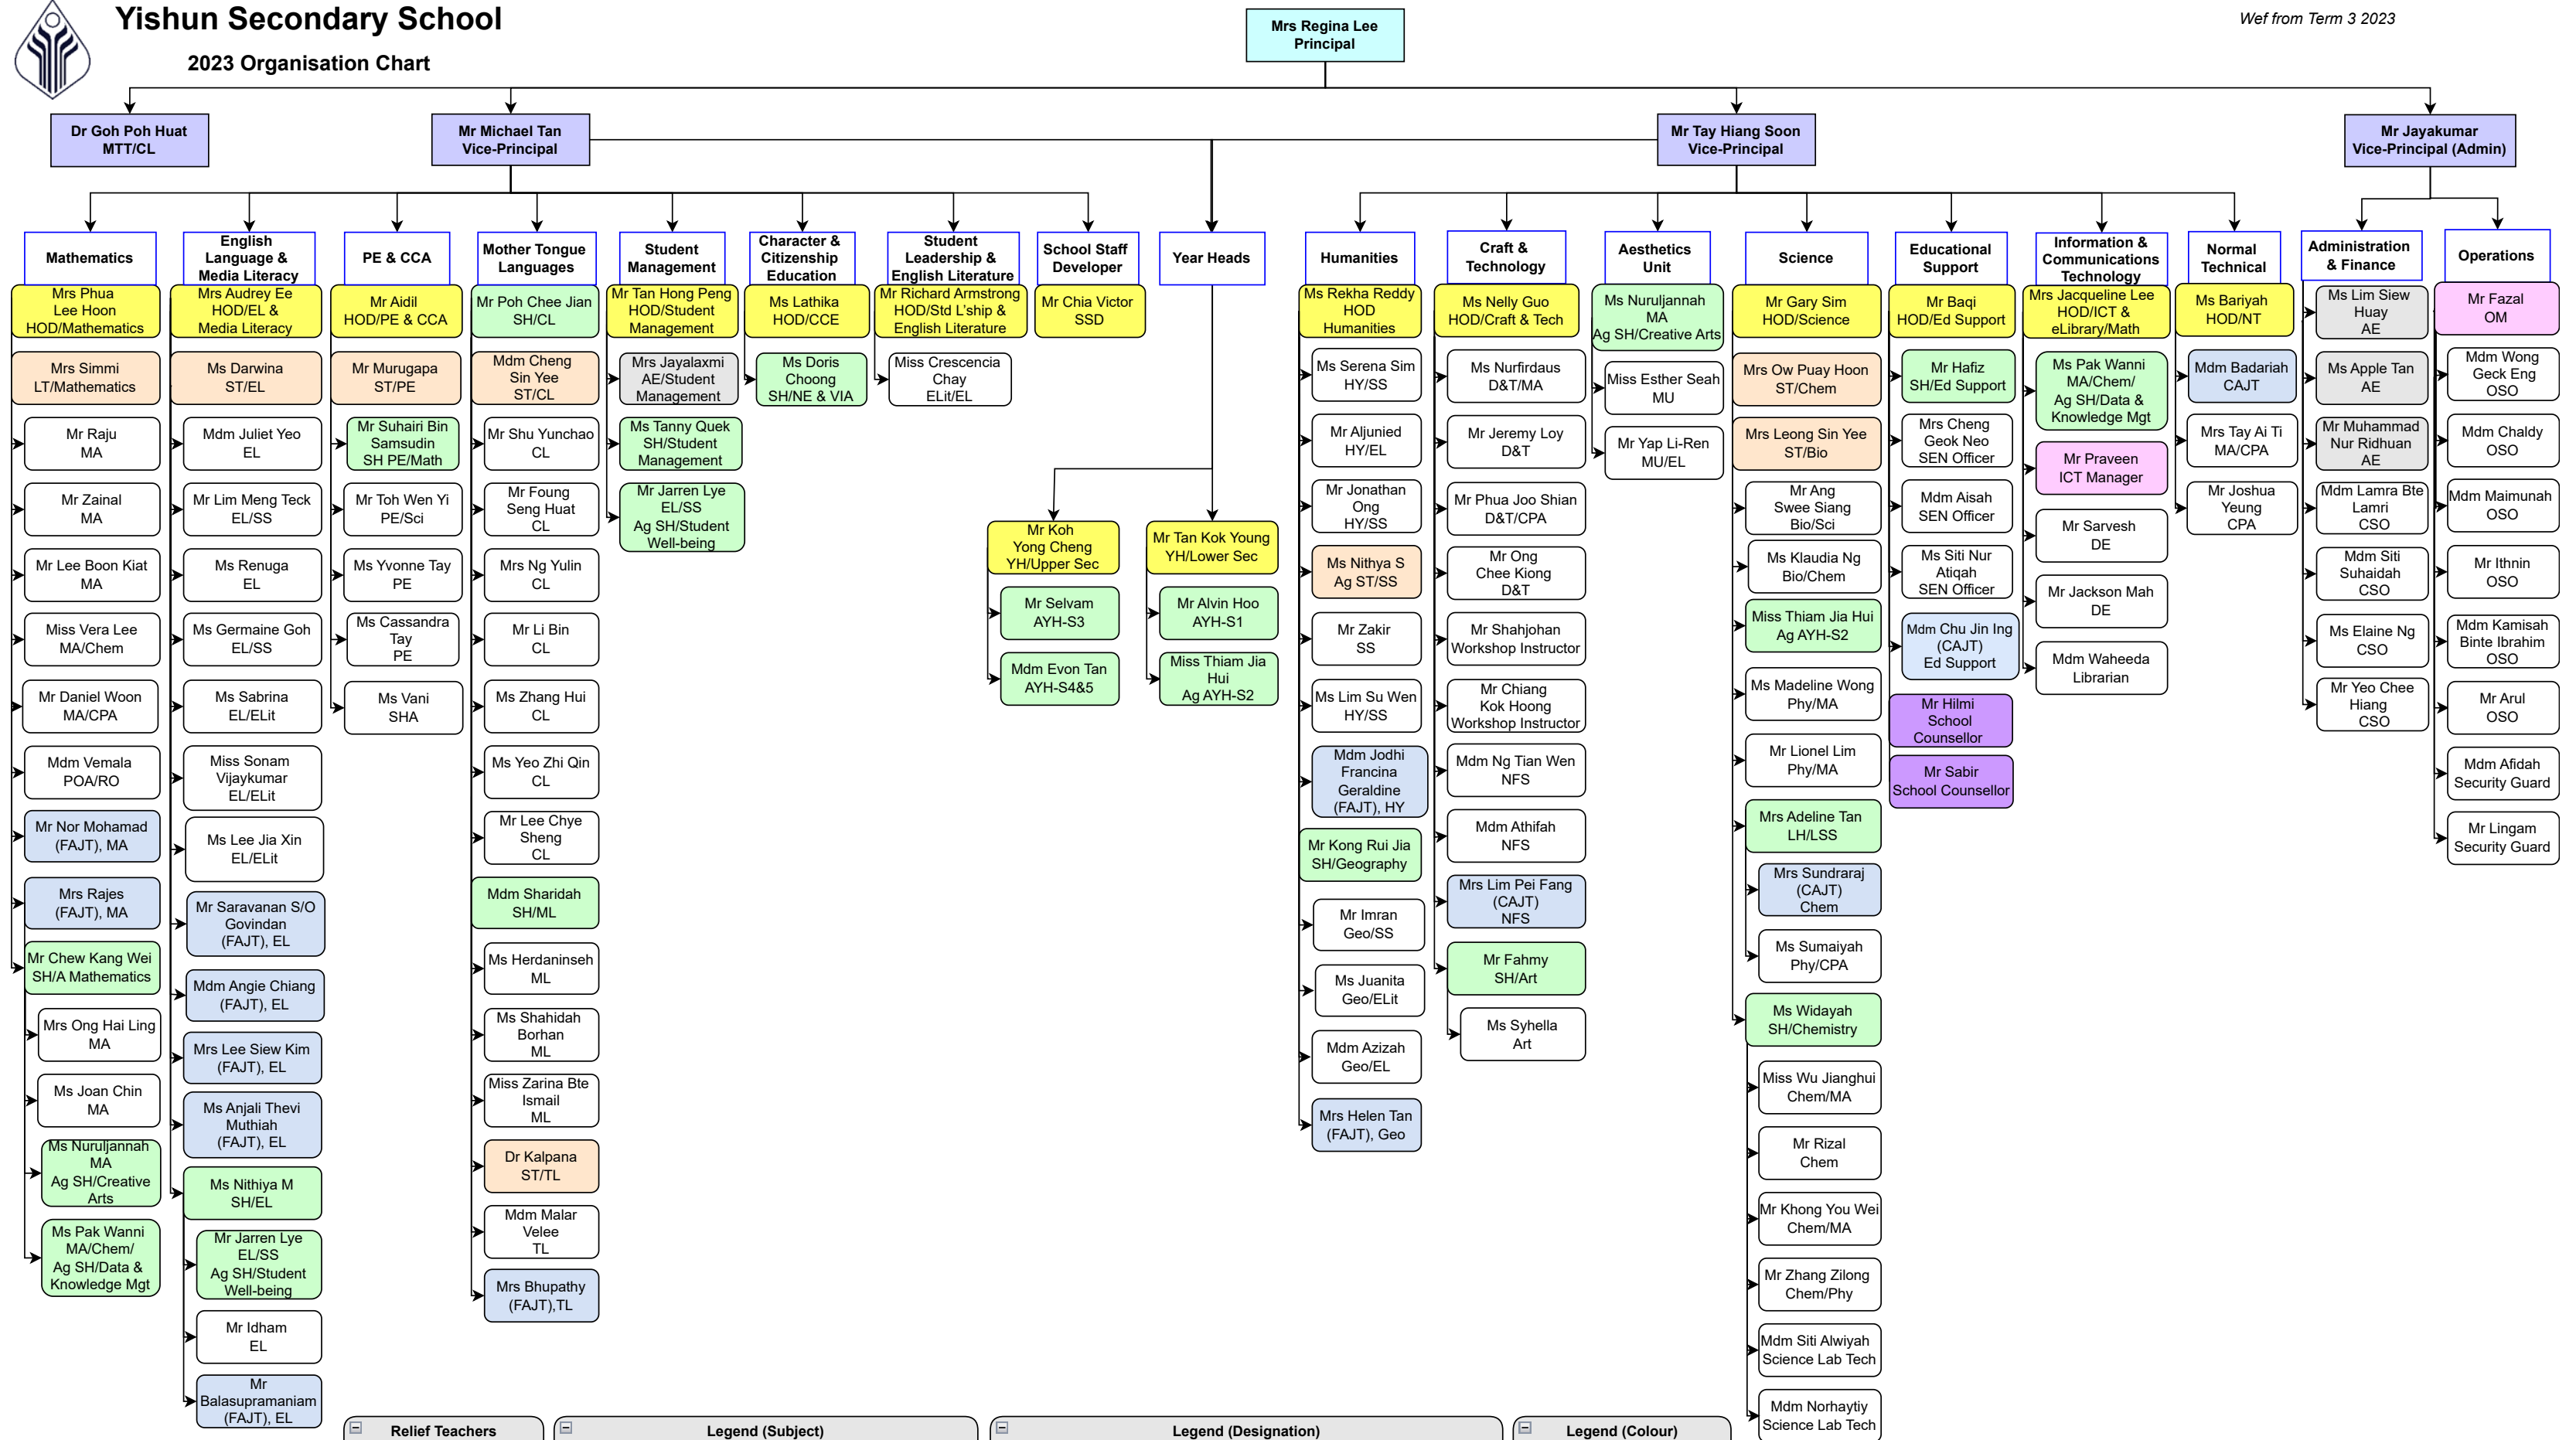 Yishun Secondary School
2023 Organisation Chart
Wef from Term 3 2023
Mrs Regina Lee
Principal
Dr Goh Poh Huat
MTT/CL
Mr Michael Tan
Vice-Principal
Mr Tay Hiang Soon
Vice-Principal
Mr Jayakumar
Vice-Principal (Admin)
Mathematics
Mrs Phua
Lee Hoon
HOD/Mathematics
Mrs Simmi
LT/Mathematics
Mr Raju
MA
Mr Zainal
MA
Mr Lee Boon Kiat
MA
Miss Vera Lee
MA/Chem
Mr Daniel Woon
MA/CPA
Mdm Vemala
POA/RO
Mr Nor Mohamad
(FAJT), MA
Mrs Rajes
(FAJT), MA
Mr Chew Kang Wei
SH/A Mathematics
Mrs Ong Hai Ling
MA
Ms Joan Chin
MA
Ms Nuruljannah
MA
Ag SH/Creative
Arts
Ms Pak Wanni
MA/Chem/
Ag SH/Data &
Knowledge Mgt
English
Language &
Media Literacy
Mrs Audrey Ee
HOD/EL &
Media Literacy
Ms Darwina
ST/EL
Mdm Juliet Yeo
EL
Mr Lim Meng Teck
EL/SS
Ms Renuga
EL
Ms Germaine Goh
EL/SS
Ms Sabrina
EL/ELit
Miss Sonam
Vijaykumar
EL/ELit
Ms Lee Jia Xin
EL/ELit
Mr Saravanan S/O
Govindan
(FAJT), EL
Mdm Angie Chiang
(FAJT), EL
Mrs Lee Siew Kim
(FAJT), EL
Ms Anjali Thevi
Muthiah
(FAJT), EL
Ms Nithiya M
SH/EL
Mr Jarren Lye
EL/SS
Ag SH/Student
Well-being
Mr Idham
EL
Mr
Balasupramaniam
(FAJT), EL
PE & CCA
Mr Aidil
HOD/PE & CCA
Mr Murugapa
ST/PE
Mr Suhairi Bin
Samsudin
SH PE/Math
Mr Toh Wen Yi
PE/Sci
Ms Yvonne Tay
PE
Ms Cassandra
Tay
PE
Ms Vani
SHA
Mother Tongue
Languages
Mr Poh Chee Jian
SH/CL
Mdm Cheng
Sin Yee
ST/CL
Mr Shu Yunchao
CL
Mr Foung
Seng Huat
CL
Mrs Ng Yulin
CL
Mr Li Bin
CL
Ms Zhang Hui
CL
Ms Yeo Zhi Qin
CL
Mr Lee Chye
Sheng
CL
Mdm Sharidah
SH/ML
Ms Herdaninseh
ML
Ms Shahidah
Borhan
ML
Miss Zarina Bte
Ismail
ML
Dr Kalpana
ST/TL
Mdm Malar
Velee
TL
Mrs Bhupathy
(FAJT),TL
Student
Management
Mr Tan Hong Peng
HOD/Student
Management
Mrs Jayalaxmi
AE/Student
Management
Ms Tanny Quek
SH/Student
Management
Mr Jarren Lye
EL/SS
Ag SH/Student
Well-being
Character &
Citizenship
Education
Ms Lathika
HOD/CCE
Ms Doris
Choong
SH/NE & VIA
Student
Leadership &
English Literature
Mr Richard Armstrong
HOD/Std L'ship &
English Literature
Miss Crescencia
Chay
ELit/EL
School Staff
Developer
Mr Chia Victor
SSD
Year Heads
Mr Koh
Yong Cheng
YH/Upper Sec
Mr Selvam
AYH-S3
Mdm Evon Tan
AYH-S4&5
Mr Tan Kok Young
YH/Lower Sec
Mr Alvin Hoo
AYH-S1
Miss Thiam Jia
Hui
Ag AYH-S2
Humanities
Ms Rekha Reddy
HOD
Humanities
Ms Serena Sim
HY/SS
Mr Aljunied
HY/EL
Mr Jonathan
Ong
HY/SS
Ms Nithya S
Ag ST/SS
Mr Zakir
SS
Ms Lim Su Wen
HY/SS
Mdm Jodhi
Francina
Geraldine
(FAJT), HY
Mr Kong Rui Jia
SH/Geography
Mr Imran
Geo/SS
Ms Juanita
Geo/ELit
Mdm Azizah
Geo/EL
Mrs Helen Tan
(FAJT), Geo
Craft &
Technology
Ms Nelly Guo
HOD/Craft & Tech
Ms Nurfirdaus
D&T/MA
Mr Jeremy Loy
D&T
Mr Phua Joo Shian
D&T/CPA
Mr Ong
Chee Kiong
D&T
Mr Shahjohan
Workshop Instructor
Mr Chiang
Kok Hoong
Workshop Instructor
Mdm Ng Tian Wen
NFS
Mdm Athifah
NFS
Mrs Lim Pei Fang
(CAJT)
NFS
Mr Fahmy
SH/Art
Ms Syhella
Art
Aesthetics
Unit
Ms Nuruljannah
MA
Ag SH/Creative Arts
Miss Esther Seah
MU
Mr Yap Li-Ren
MU/EL
Science
Mr Gary Sim
HOD/Science
Mrs Ow Puay Hoon
ST/Chem
Mrs Leong Sin Yee
ST/Bio
Mr Ang
Swee Siang
Bio/Sci
Ms Klaudia Ng
Bio/Chem
Miss Thiam Jia Hui
Ag AYH-S2
Ms Madeline Wong
Phy/MA
Mr Lionel Lim
Phy/MA
Mrs Adeline Tan
LH/LSS
Mrs Sundraraj
(CAJT)
Chem
Ms Sumaiyah
Phy/CPA
Ms Widayah
SH/Chemistry
Miss Wu Jianghui
Chem/MA
Mr Rizal
Chem
Mr Khong You Wei
Chem/MA
Mr Zhang Zilong
Chem/Phy
Mdm Siti Alwiyah
Science Lab Tech
Mdm Norhaytiy
Science Lab Tech
Educational
Support
Mr Baqi
HOD/Ed Support
Mr Hafiz
SH/Ed Support
Mrs Cheng
Geok Neo
SEN Officer
Mdm Aisah
SEN Officer
Ms Siti Nur
Atiqah
SEN Officer
Mdm Chu Jin Ing
(CAJT)
Ed Support
Mr Hilmi
School
Counsellor
Mr Sabir
School Counsellor
Information &
Communications
Technology
Mrs Jacqueline Lee
HOD/ICT &
eLibrary/Math
Ms Pak Wanni
MA/Chem/
Ag SH/Data &
Knowledge Mgt
Mr Praveen
ICT Manager
Mr Sarvesh
DE
Mr Jackson Mah
DE
Mdm Waheeda
Librarian
Normal
Technical
Ms Bariyah
HOD/NT
Mdm Badariah
CAJT
Mrs Tay Ai Ti
MA/CPA
Mr Joshua
Yeung
CPA
Administration
& Finance
Ms Lim Siew
Huay
AE
Ms Apple Tan
AE
Mr Muhammad
Nur Ridhuan
AE
Mdm Lamra Bte
Lamri
CSO
Mdm Siti
Suhaidah
CSO
Ms Elaine Ng
CSO
Mr Yeo Chee
Hiang
CSO
Operations
Mr Fazal
OM
Mdm Wong
Geck Eng
OSO
Mdm Chaldy
OSO
Mdm Maimunah
OSO
Mr Ithnin
OSO
Mdm Kamisah
Binte Ibrahim
OSO
Mr Arul
OSO
Mdm Afidah
Security Guard
Mr Lingam
Security Guard
Relief Teachers
Legend (Subject)
Legend (Designation)
Legend (Colour)